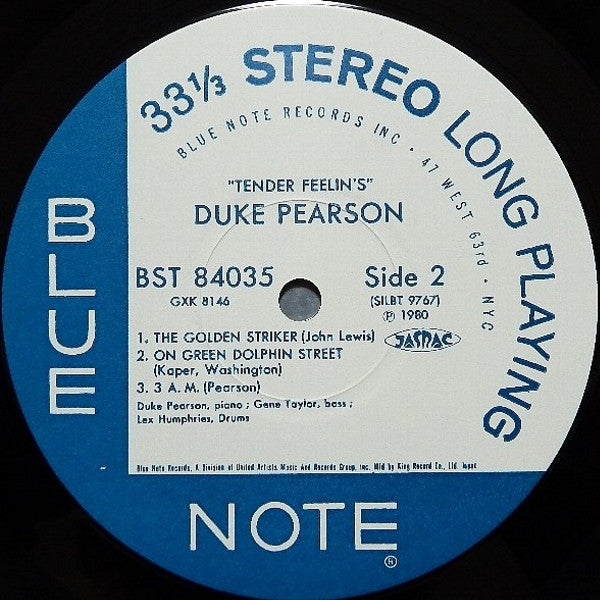 33⅓ STEREO LONG PLAYING
BLUE NOTE RECORDS INC • 47 WEST 63rd • NYC
"TENDER FEELIN'S"
DUKE PEARSON
BST 84035 Side 2
GXK 8146 (SILBT 9767)
℗ 1980
JASRAC
1. THE GOLDEN STRIKER (John Lewis)
2. ON GREEN DOLPHIN STREET
(Kaper, Washington)
3. 3 A.M. (Pearson)
Duke Pearson, piano ; Gene Taylor, bass ;
Lex Humphries, Drums
Blue Note Records, A Division of United Artists Music And Records Group, Inc. Mfd by King Record Co., Ltd. Japan
BLUE
NOTE®